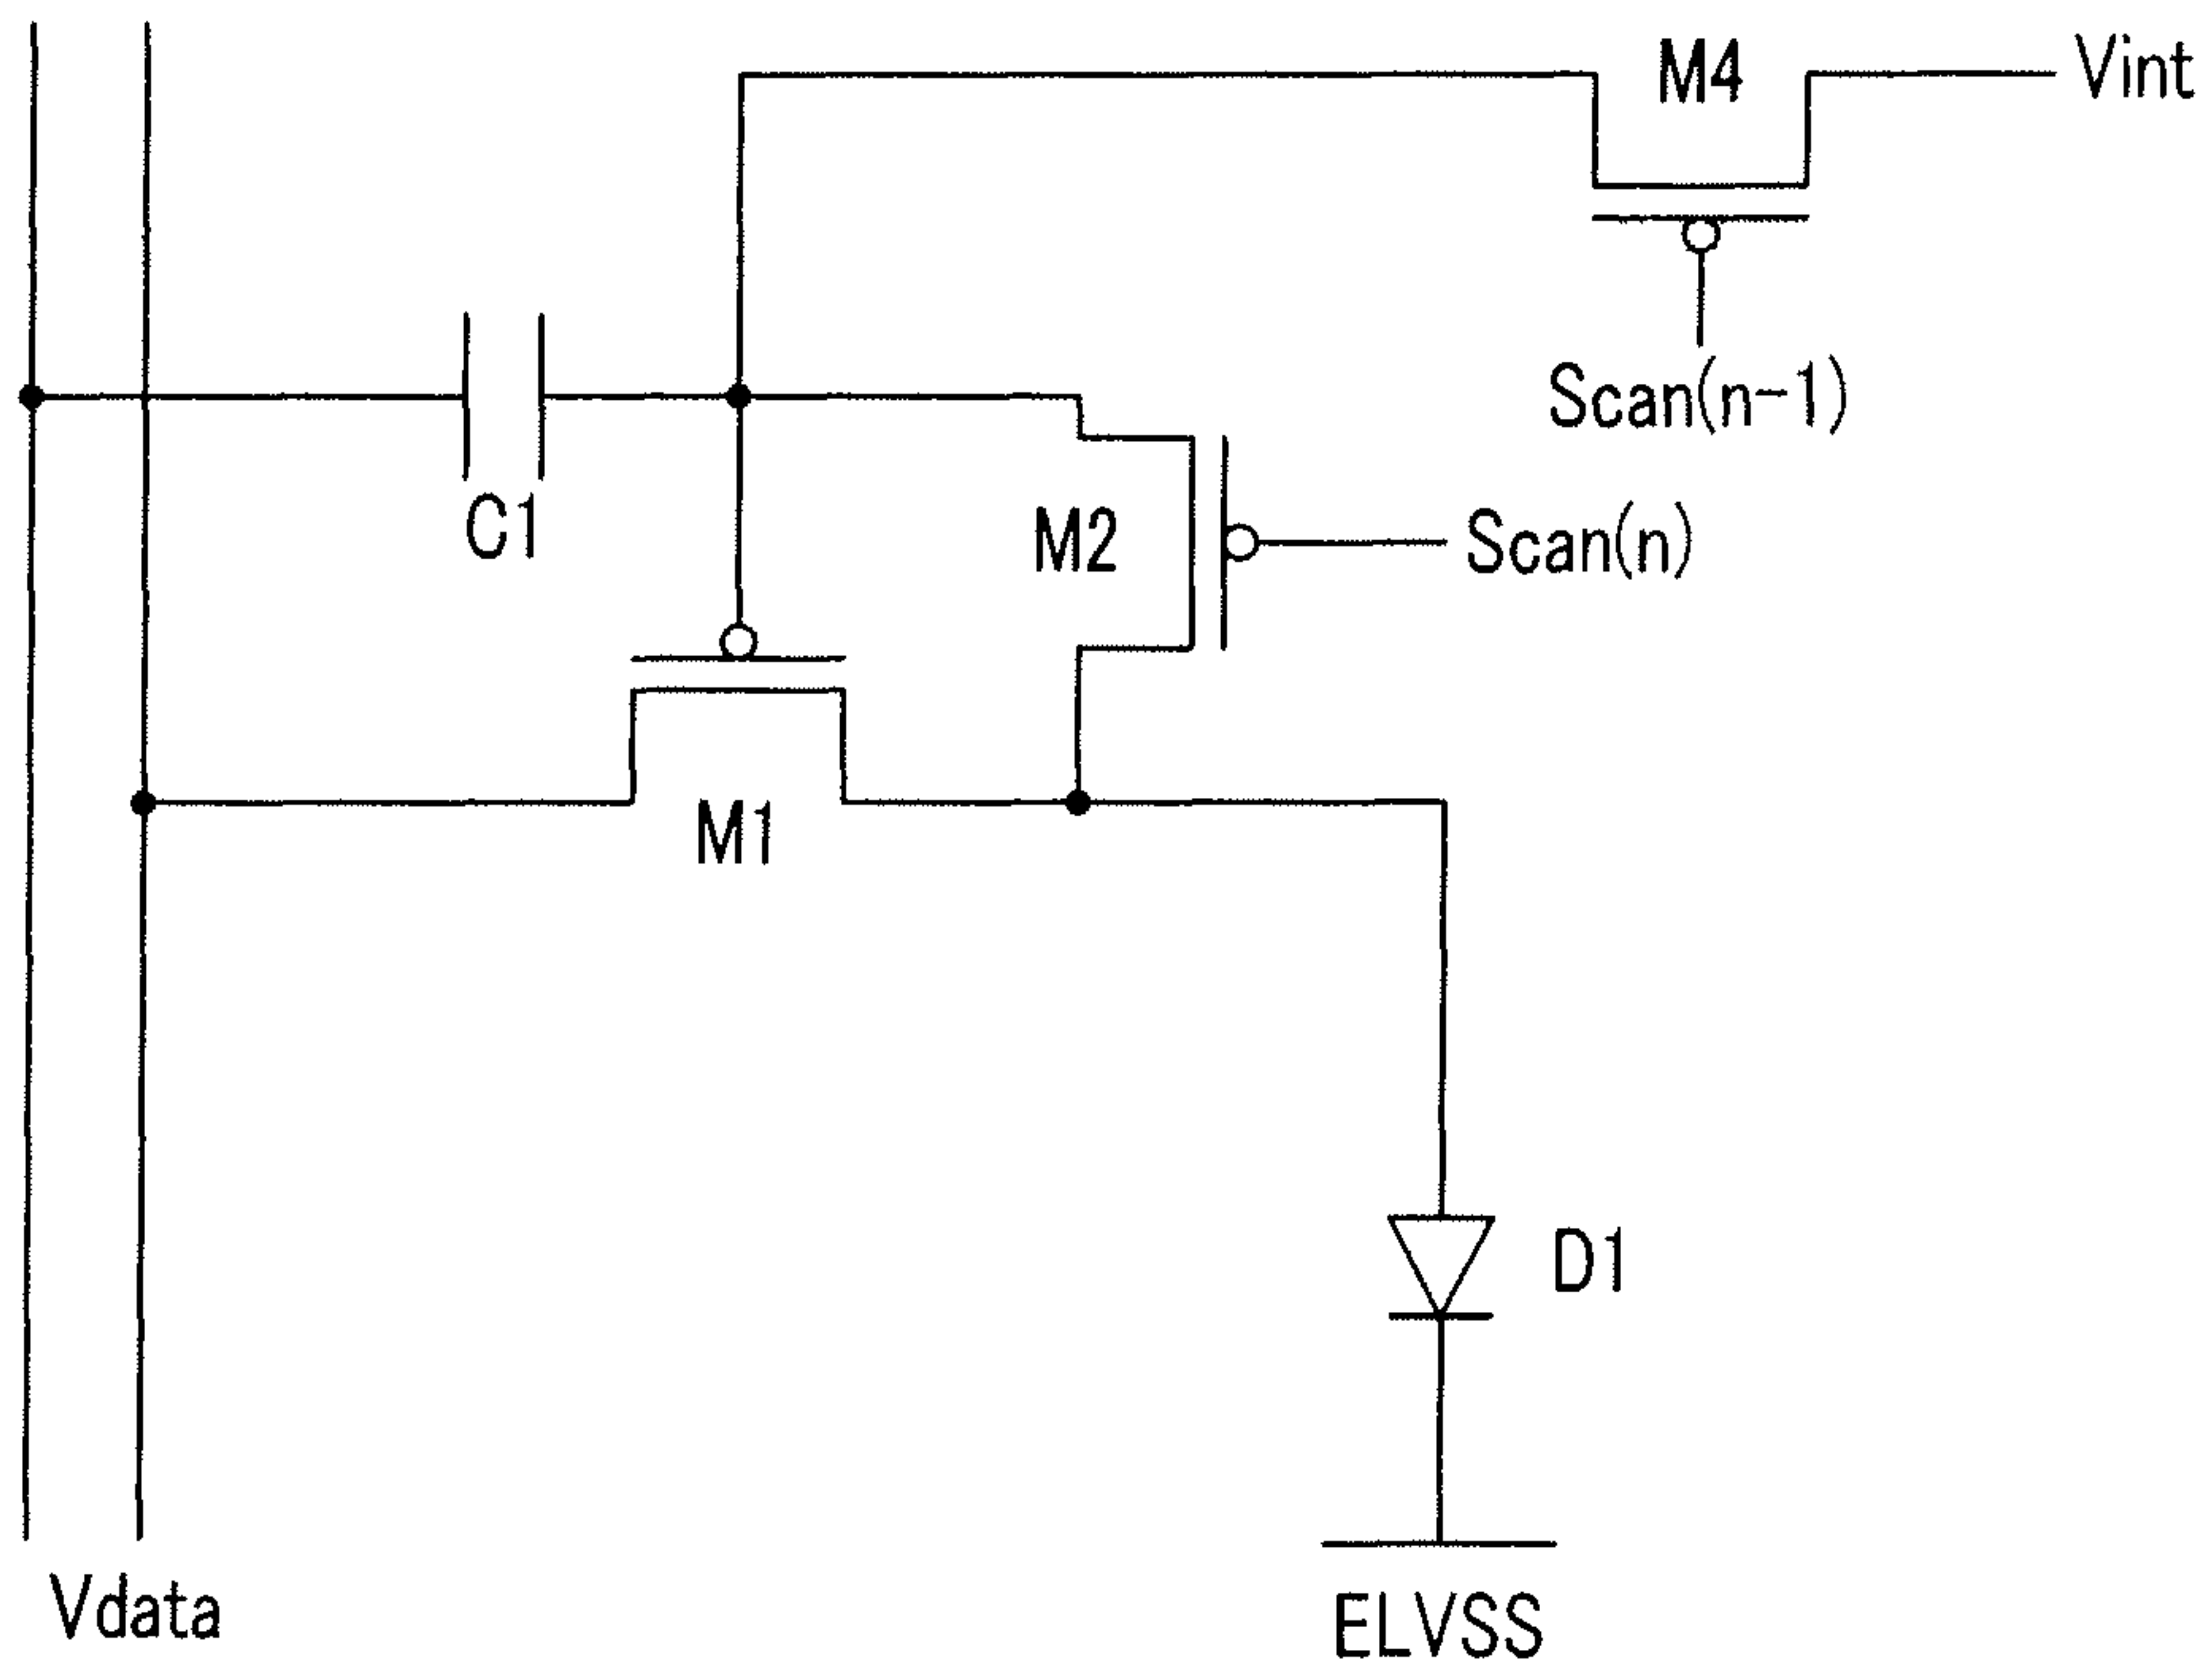 M4
Vint
Scan(n-1)
C1
M2
Scan(n)
M1
D1
Vdata
ELVSS